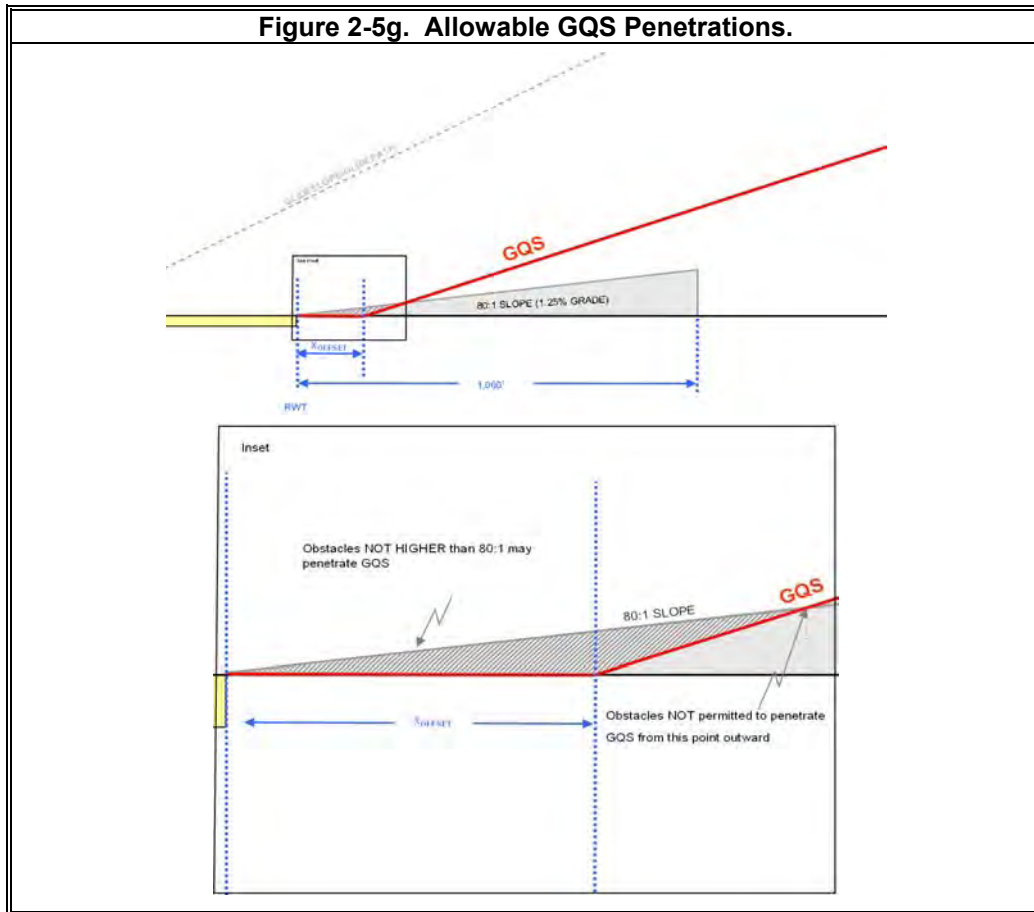 Figure 2-5g. Allowable GQS Penetrations.
GQS
80:1 SLOPE (1.25% GRADE)
XOFFSET
RWT
Inset
Obstacles NOT HIGHER than 80:1 may
penetrate GQS
GQS
80:1 SLOPE
XOFFSET
Obstacles NOT permitted to penetrate
GQS from this point outward